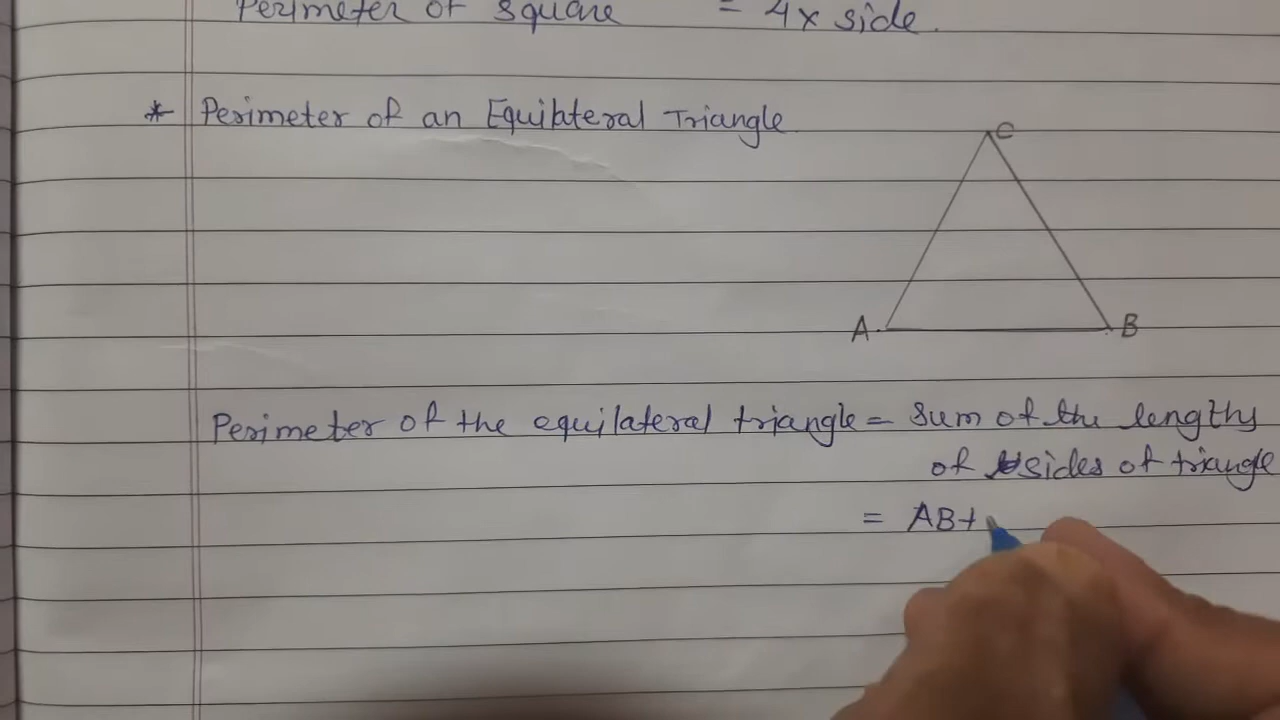 Perimeter of square = 4 x side.
* Perimeter of an Equilateral Triangle
C
A B
Perimeter of the equilateral triangle = Sum of the lengths
of sides of triangle
= AB+